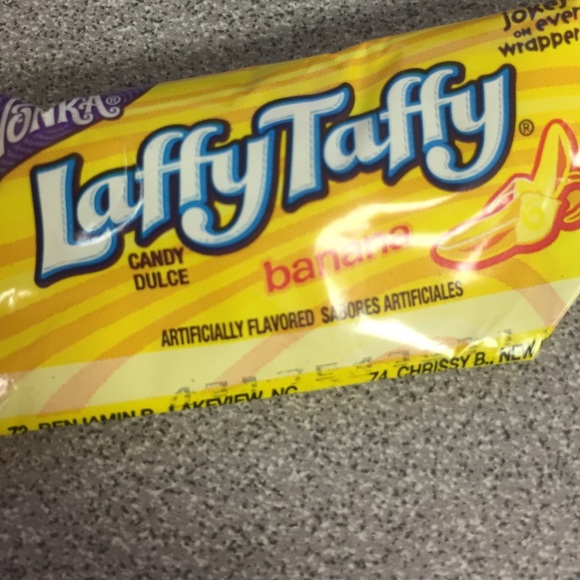 Jokes
on every
wrapper
WONKA®
Laffy Taffy®
CANDY
DULCE
banana
ARTIFICIALLY FLAVORED SABORES ARTIFICIALES
73. BENJAMIN P., LAKEVIEW, NC 74. CHRISSY B., NEW